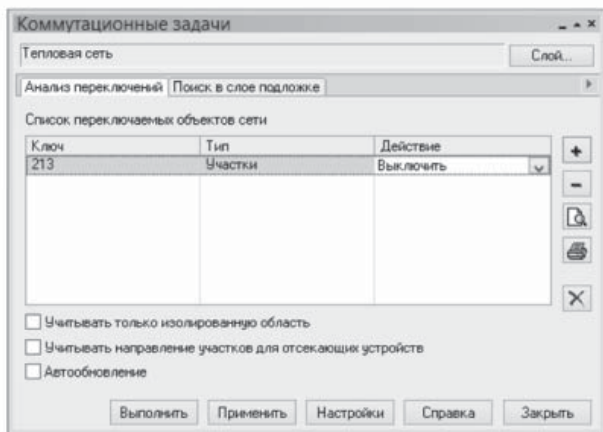 Коммутационные задачи
Тепловая сеть
Слой...
Анализ переключений Поиск в слое подложке
Список переключаемых объектов сети
Ключ Тип Действие
213 Участки Выключить
Учитывать только изолированную область
Учитывать направление участков для отсекающих устройств
Автообновление
Выполнить Применить Настройки Справка Закрыть